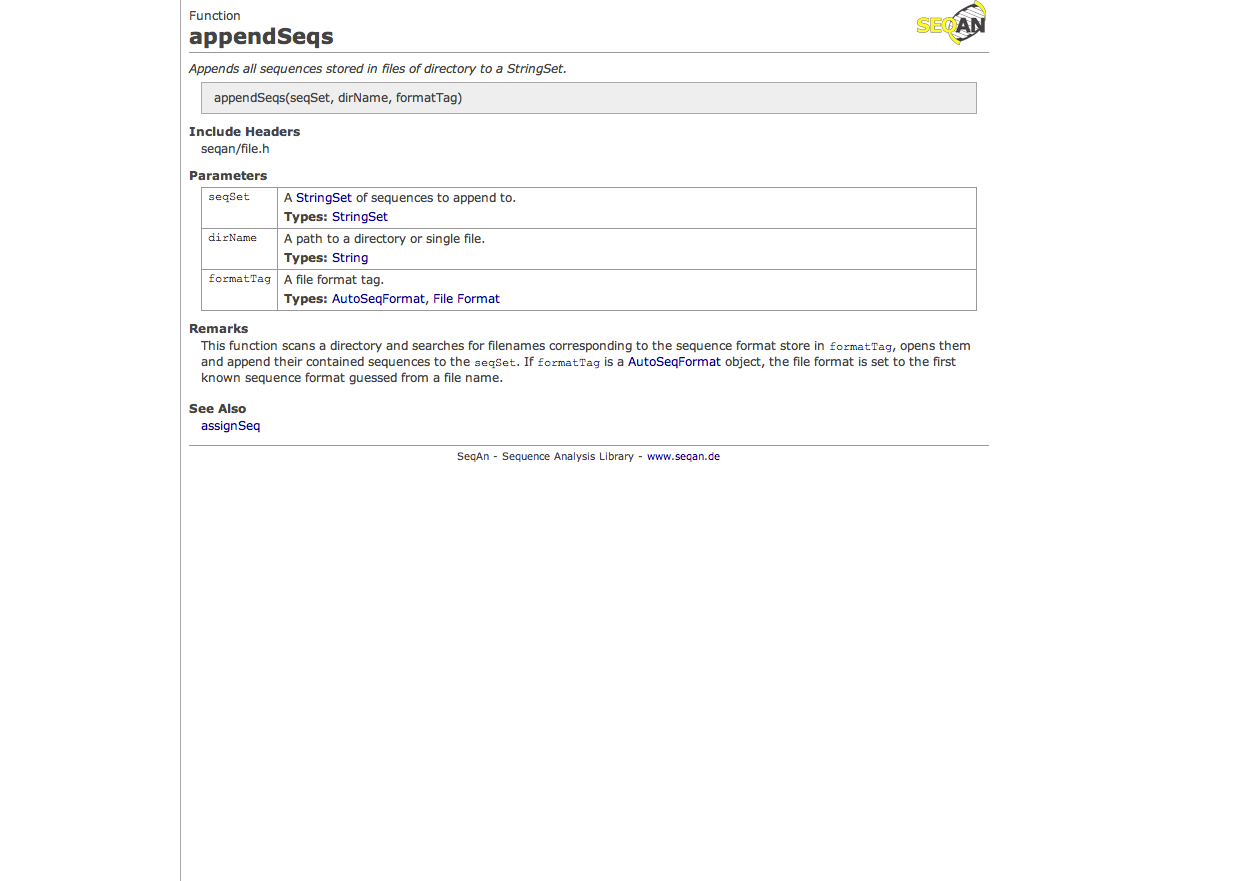 Function
SEQAN
appendSeqs
Appends all sequences stored in files of directory to a StringSet.
appendSeqs(seqSet, dirName, formatTag)
Include Headers
seqan/file.h
Parameters
seqSet A StringSet of sequences to append to.
Types: StringSet
dirName A path to a directory or single file.
Types: String
formatTag A file format tag.
Types: AutoSeqFormat, File Format
Remarks
This function scans a directory and searches for filenames corresponding to the sequence format store in formatTag, opens them
and append their contained sequences to the seqSet. If formatTag is a AutoSeqFormat object, the file format is set to the first
known sequence format guessed from a file name.
See Also
assignSeq
SeqAn - Sequence Analysis Library - www.seqan.de